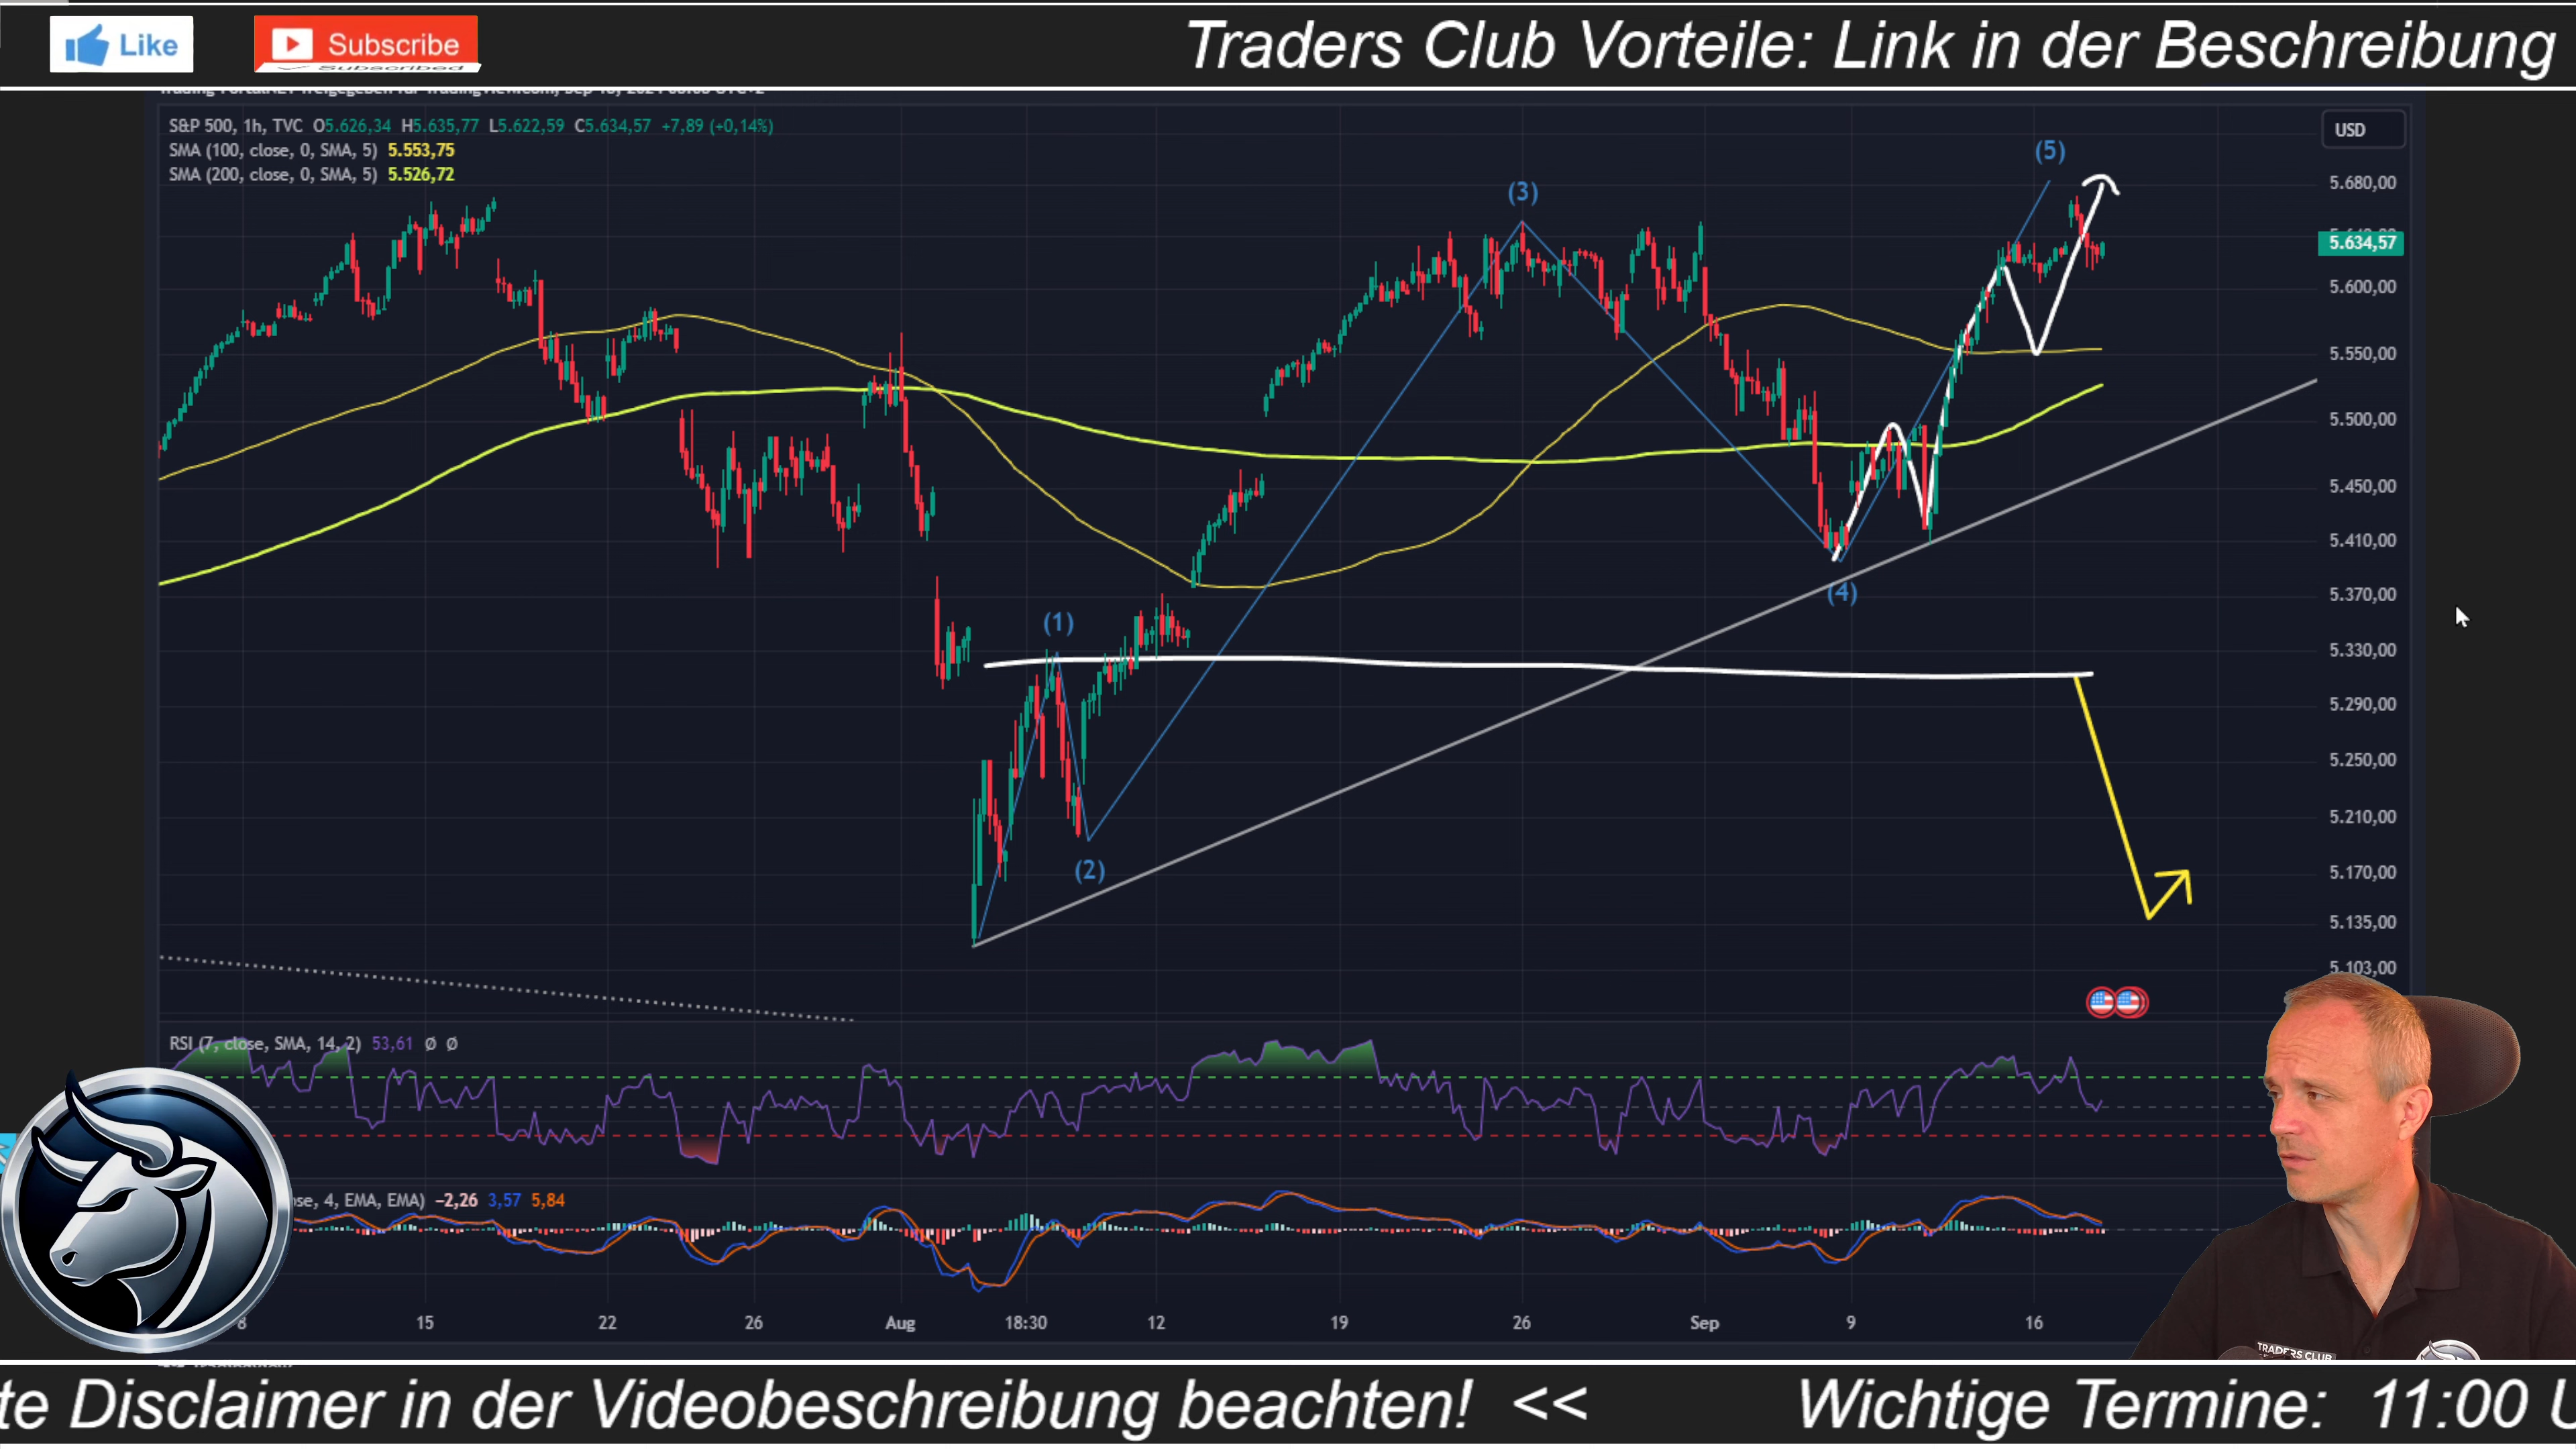 Like
Subscribe
Subscribed
Traders Club Vorteile: Link in der Beschreibung
S&P 500, 1h, TVC O5.626,34 H5.635,77 L5.622,59 C5.634,57 +7,89 (+0,14%)
SMA (100, close, 0, SMA, 5) 5.553,75
SMA (200, close, 0, SMA, 5) 5.526,72
USD
(5)
(3)
5.680,00
5.634,57
5.600,00
5.550,00
5.500,00
5.450,00
5.410,00
5.370,00
(4)
(1)
5.330,00
5.290,00
5.250,00
5.210,00
(2)
5.170,00
5.135,00
5.103,00
RSI (7, close, SMA, 14, 2) 53,61 Ø Ø
4, EMA, EMA) −2,26 3,57 5,84
8 15 22 26 Aug 18:30 12 19 26 Sep 9 16
TRADERS CLUB
te Disclaimer in der Videobeschreibung beachten! << Wichtige Termine: 11:00 U